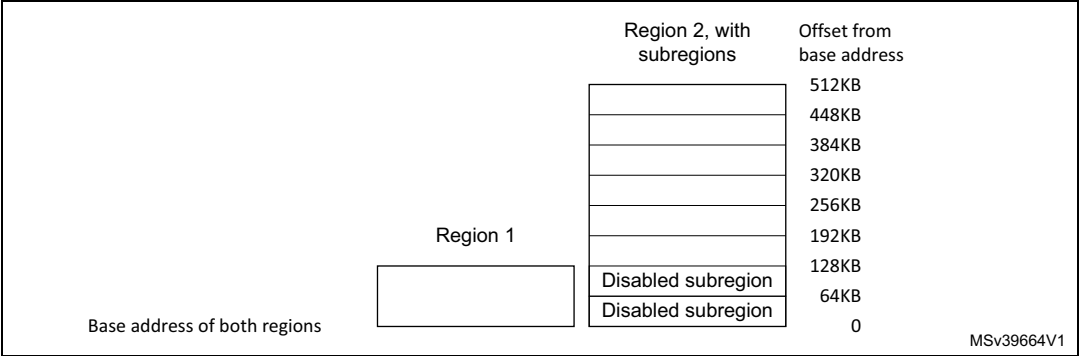 Region 2, with
subregions
Offset from
base address
512KB
448KB
384KB
320KB
256KB
Region 1
192KB
128KB
Disabled subregion
64KB
Disabled subregion
Base address of both regions
0
MSv39664V1